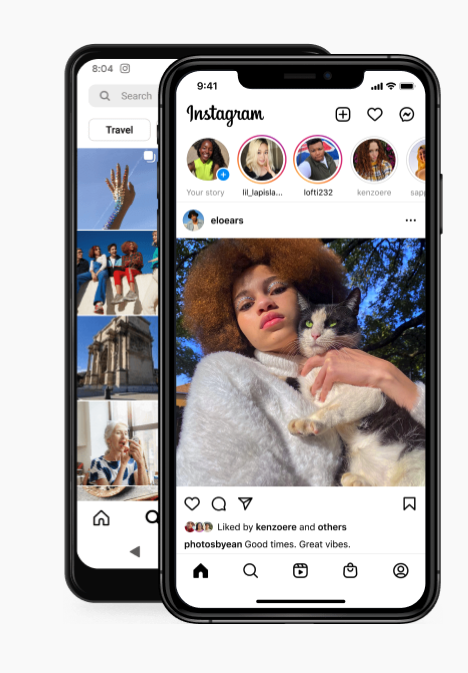 8:04
Search
Travel
9:41
Instagram
Your story
lil_lapisla...
lofti232
kenzoere
eloears
Liked by kenzoere and others
photosbyean Good times. Great vibes.